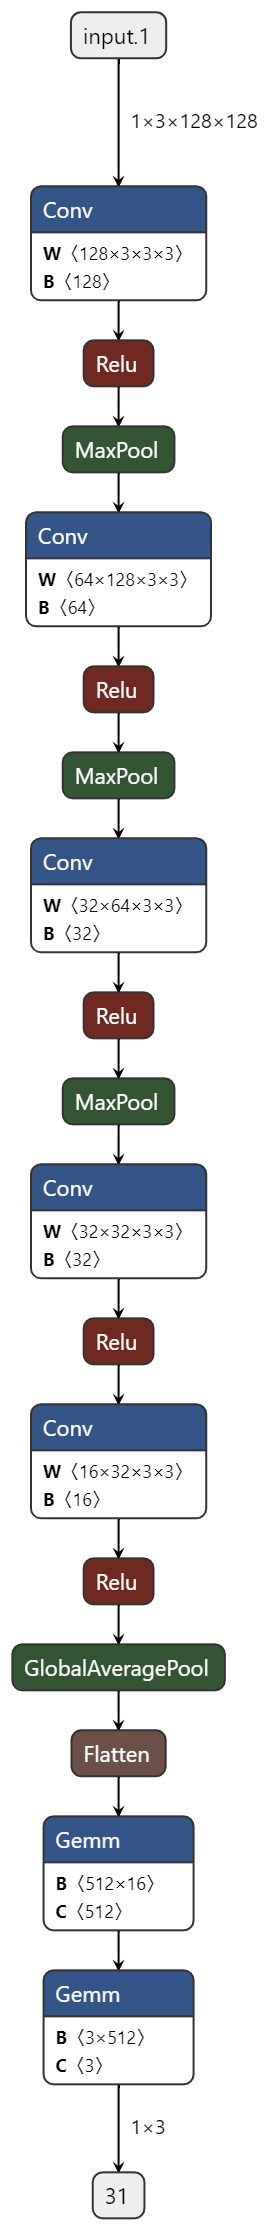 input.1
1×3×128×128
Conv
W ⟨128×3×3×3⟩
B ⟨128⟩
Relu
MaxPool
Conv
W ⟨64×128×3×3⟩
B ⟨64⟩
Relu
MaxPool
Conv
W ⟨32×64×3×3⟩
B ⟨32⟩
Relu
MaxPool
Conv
W ⟨32×32×3×3⟩
B ⟨32⟩
Relu
Conv
W ⟨16×32×3×3⟩
B ⟨16⟩
Relu
GlobalAveragePool
Flatten
Gemm
B ⟨512×16⟩
C ⟨512⟩
Gemm
B ⟨3×512⟩
C ⟨3⟩
1×3
31